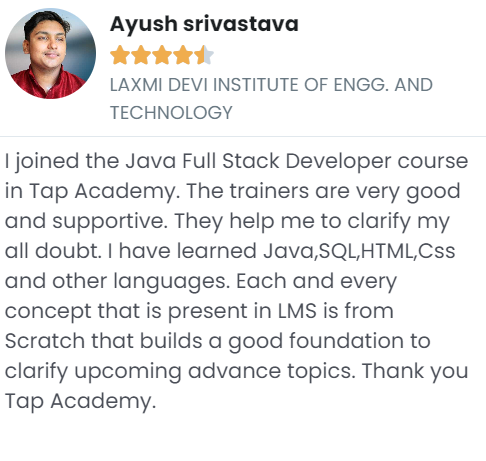 Ayush srivastava
LAXMI DEVI INSTITUTE OF ENGG. AND
TECHNOLOGY
I joined the Java Full Stack Developer course
in Tap Academy. The trainers are very good
and supportive. They help me to clarify my
all doubt. I have learned Java,SQL,HTML,Css
and other languages. Each and every
concept that is present in LMS is from
Scratch that builds a good foundation to
clarify upcoming advance topics. Thank you
Tap Academy.